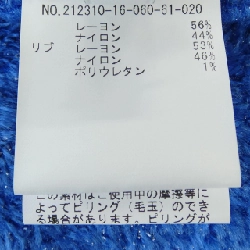 NO.212310-16-060-61-020
レーヨン 56%
ナイロン 44%
リブ レーヨン 53%
ナイロン 46%
ポリウレタン 1%
この素材はご使用中の摩擦等に
よってピリング(毛玉)のでき
る場合があります。ピリングが